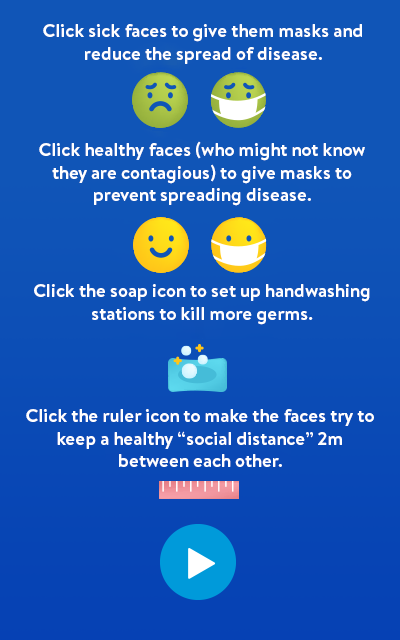 Click sick faces to give them masks and
reduce the spread of disease.
Click healthy faces (who might not know
they are contagious) to give masks to
prevent spreading disease.
Click the soap icon to set up handwashing
stations to kill more germs.
Click the ruler icon to make the faces try to
keep a healthy “social distance” 2m
between each other.